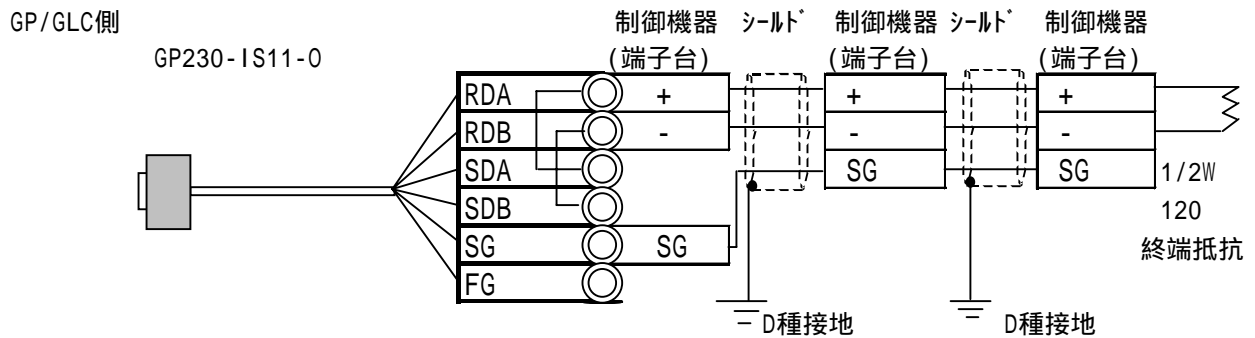 GP/GLC側
GP230-IS11-O
制御機器 ｼｰﾙﾄﾞ 制御機器 ｼｰﾙﾄﾞ 制御機器
(端子台) (端子台) (端子台)
RDA + + +
RDB - - -
SDA SG SG 1/2W
SDB 120
SG SG 終端抵抗
FG
D種接地 D種接地